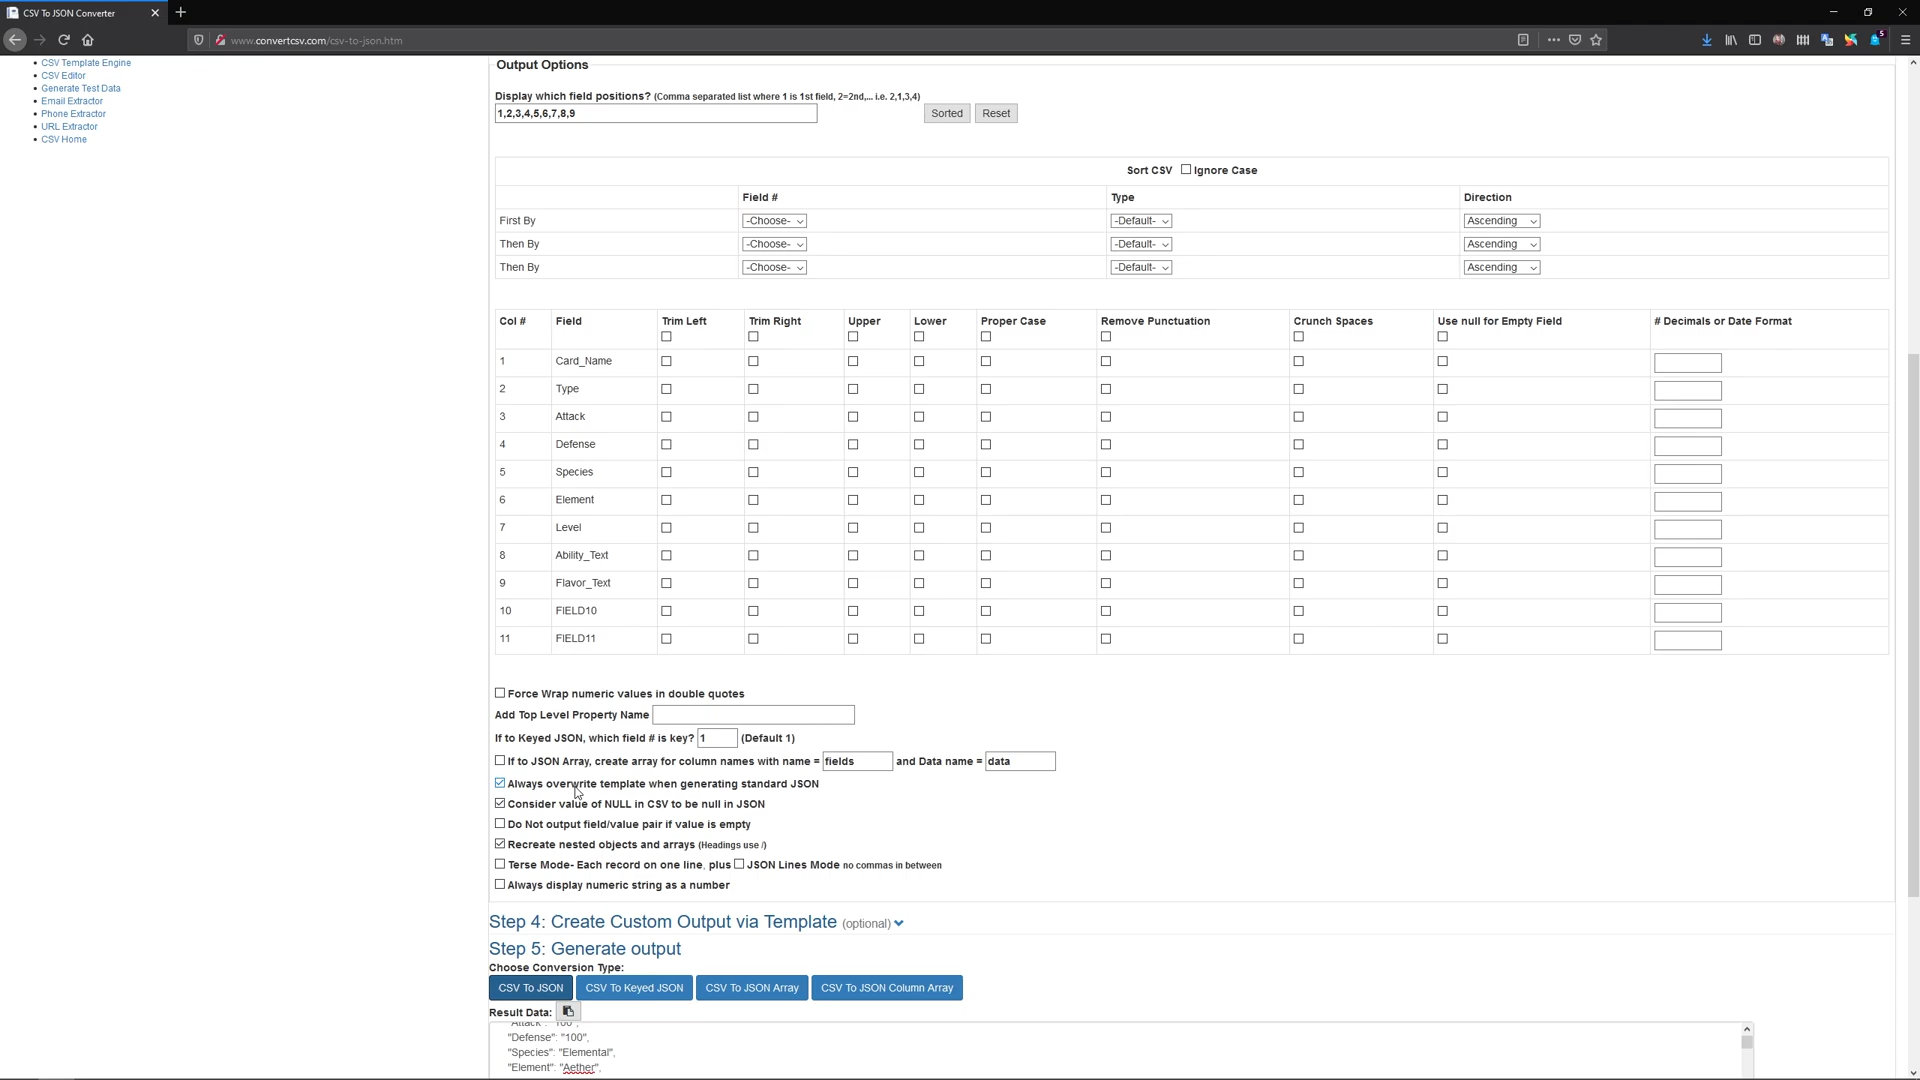 CSV To JSON Converter
www.convertcsv.com/csv-to-json.htm
5
CSV Template Engine
CSV Editor
Generate Test Data
Email Extractor
Phone Extractor
URL Extractor
CSV Home
Output Options
Display which field positions? (Comma separated list where 1 is 1st field, 2=2nd,... i.e. 2,1,3,4)
1,2,3,4,5,6,7,8,9 Sorted Reset
Sort CSV Ignore Case
Field # Type Direction
First By -Choose- -Default- Ascending
Then By -Choose- -Default- Ascending
Then By -Choose- -Default- Ascending
Col # Field Trim Left Trim Right Upper Lower Proper Case Remove Punctuation Crunch Spaces Use null for Empty Field # Decimals or Date Format
1 Card_Name
2 Type
3 Attack
4 Defense
5 Species
6 Element
7 Level
8 Ability_Text
9 Flavor_Text
10 FIELD10
11 FIELD11
Force Wrap numeric values in double quotes
Add Top Level Property Name
If to Keyed JSON, which field # is key? 1 (Default 1)
If to JSON Array, create array for column names with name = fields and Data name = data
Always overwrite template when generating standard JSON
Consider value of NULL in CSV to be null in JSON
Do Not output field/value pair if value is empty
Recreate nested objects and arrays (Headings use /)
Terse Mode- Each record on one line, plus JSON Lines Mode no commas in between
Always display numeric string as a number
Step 4: Create Custom Output via Template (optional)
Step 5: Generate output
Choose Conversion Type:
CSV To JSON CSV To Keyed JSON CSV To JSON Array CSV To JSON Column Array
Result Data:
"Attack": "100",
"Defense": "100",
"Species": "Elemental",
"Element": "Aether",